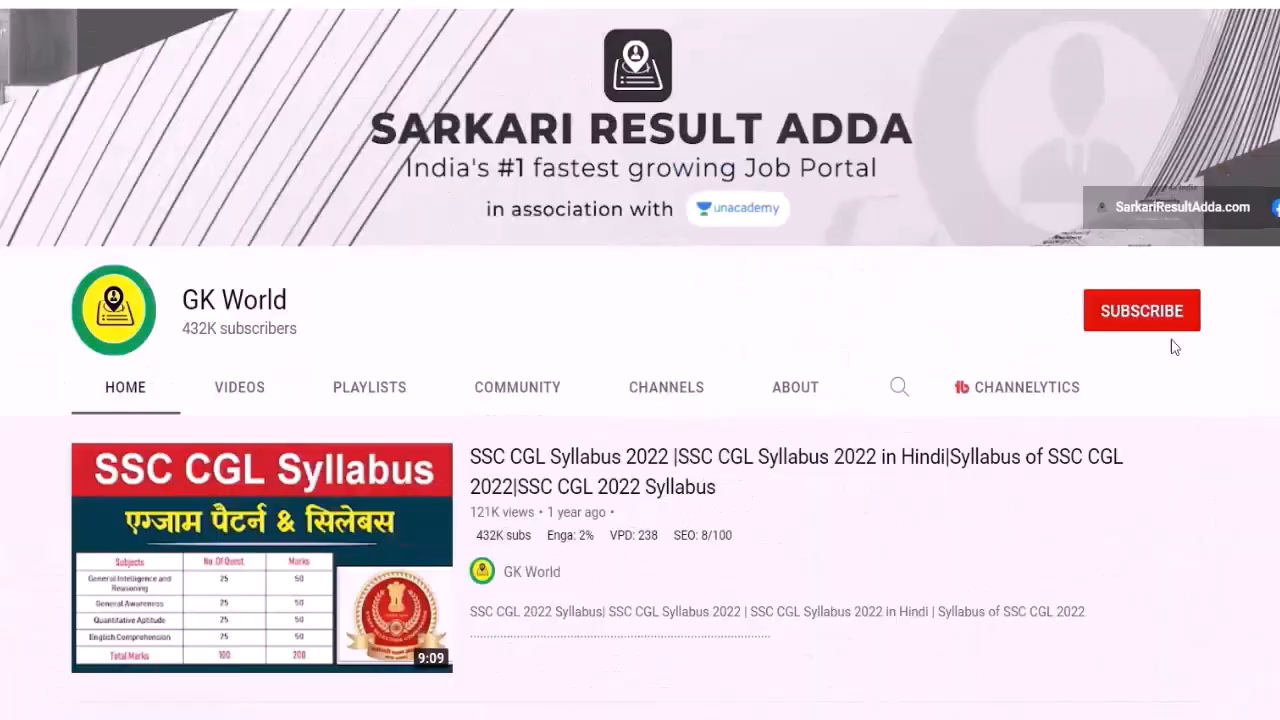 SARKARI RESULT ADDA
India's #1 fastest growing Job Portal
in association with unacademy
SarkariResultAdda.com
GK World
432K subscribers
SUBSCRIBE
HOME VIDEOS PLAYLISTS COMMUNITY CHANNELS ABOUT CHANNELYTICS
SSC CGL Syllabus
एग्जाम पैटर्न & सिलेबस
Subjects No. Of Quest. Marks
General Intelligence and Reasoning 25 50
General Awareness 25 50
Quantitative Aptitude 25 50
English Comprehension 25 50
Total Marks 100 200
9:09
SSC CGL Syllabus 2022 |SSC CGL Syllabus 2022 in Hindi|Syllabus of SSC CGL
2022|SSC CGL 2022 Syllabus
121K views • 1 year ago •
432K subs Enga: 2% VPD: 238 SEO: 8/100
GK World
SSC CGL 2022 Syllabus| SSC CGL Syllabus 2022 | SSC CGL Syllabus 2022 in Hindi | Syllabus of SSC CGL 2022